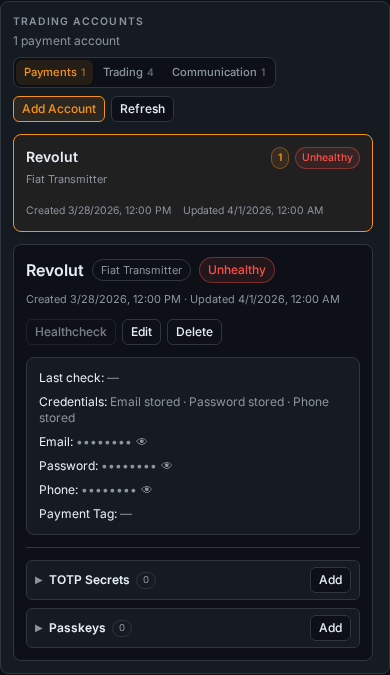 TRADING ACCOUNTS
1 payment account
Payments 1 Trading 4 Communication 1
Add Account Refresh
Revolut 1 Unhealthy
Fiat Transmitter
Created 3/28/2026, 12:00 PM Updated 4/1/2026, 12:00 AM
Revolut Fiat Transmitter Unhealthy
Created 3/28/2026, 12:00 PM · Updated 4/1/2026, 12:00 AM
Healthcheck Edit Delete
Last check: —
Credentials: Email stored · Password stored · Phone
stored
Email: ••••••••
Password: ••••••••
Phone: ••••••••
Payment Tag: —
TOTP Secrets 0 Add
Passkeys 0 Add